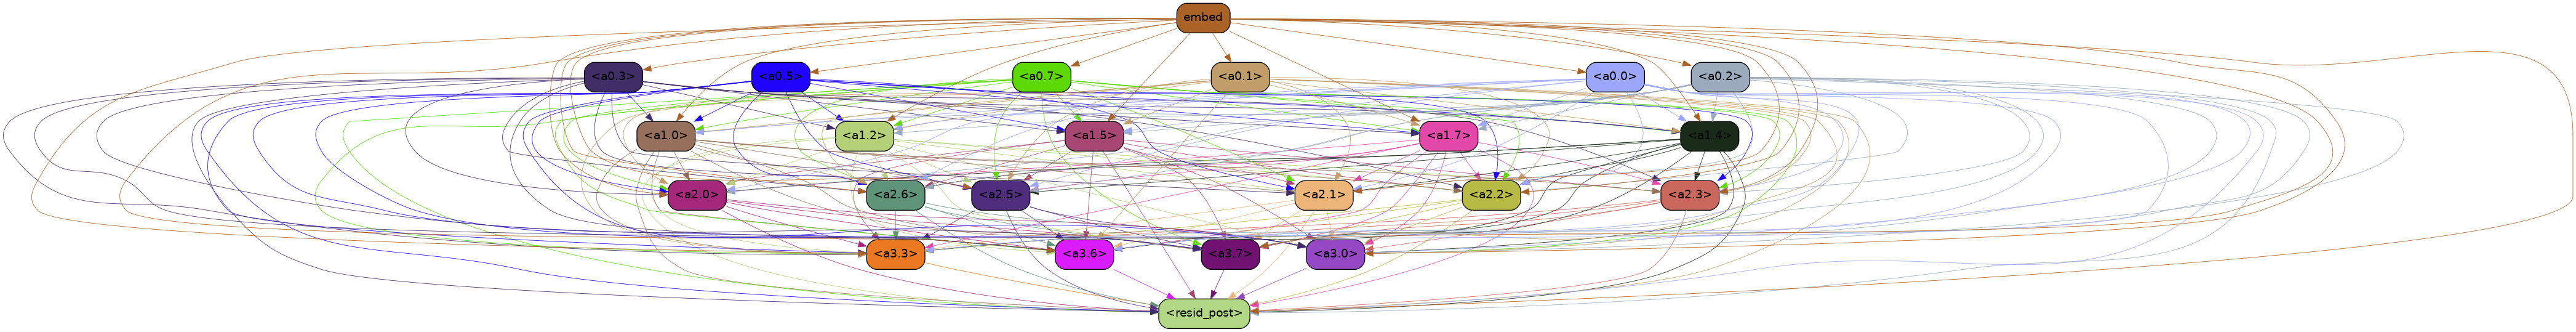 embed
<a0.3> <a0.5> <a0.7> <a0.1> <a0.0> <a0.2>
<a1.0> <a1.2> <a1.5> <a1.7> <a1.4>
<a2.0> <a2.6> <a2.5> <a2.1> <a2.2> <a2.3>
<a3.3> <a3.6> <a3.7> <a3.0>
<resid_post>